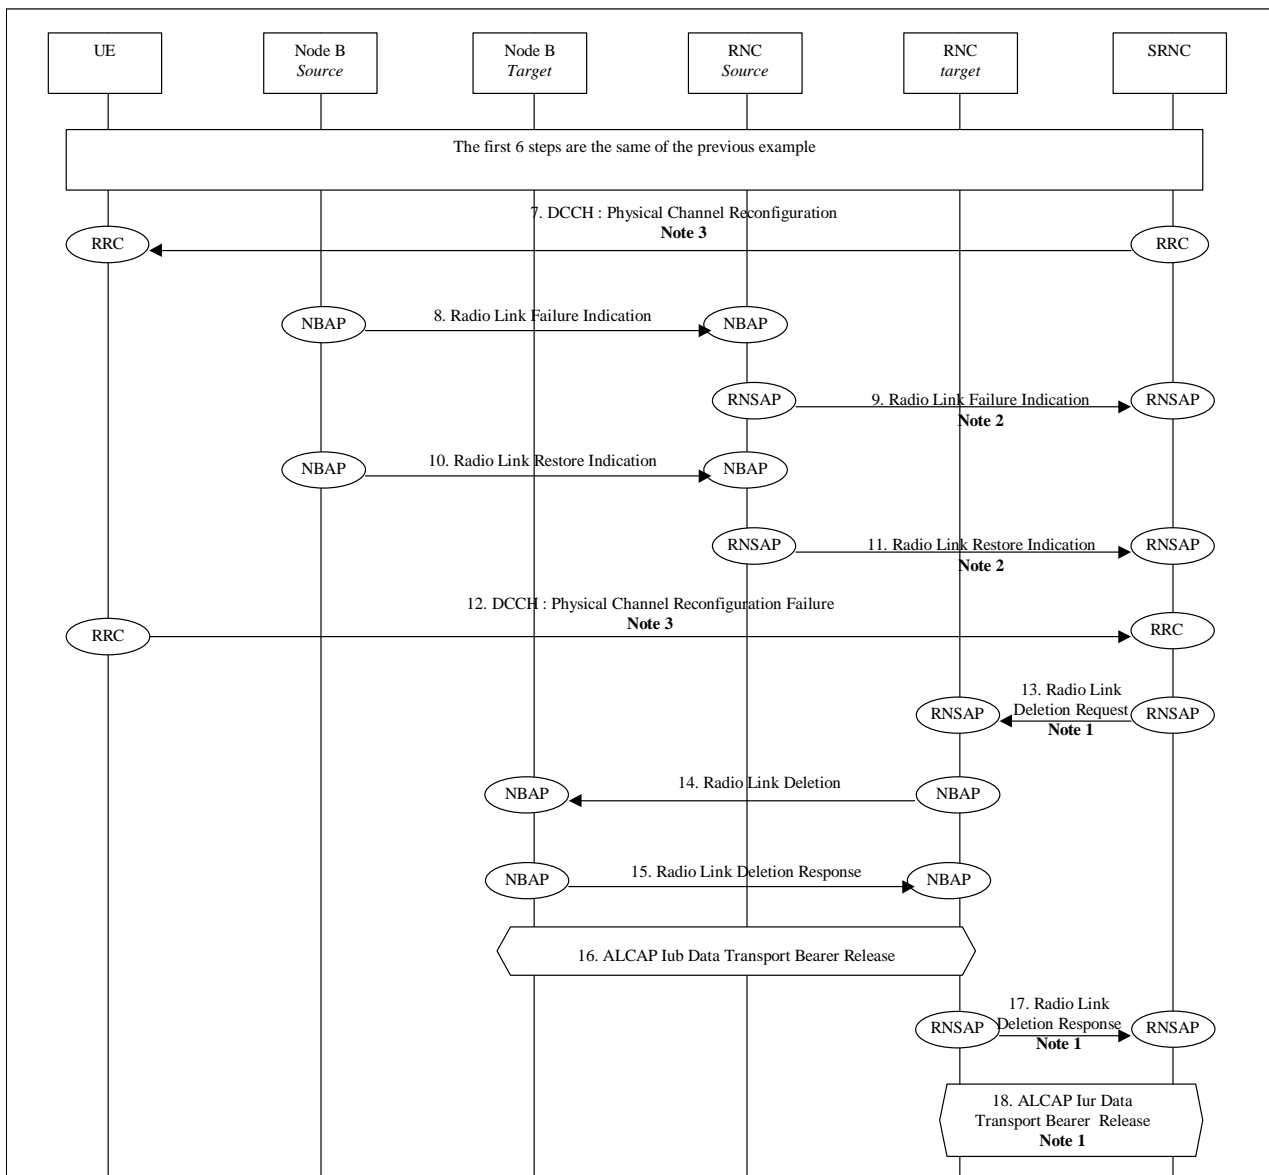 UE
Node B
Source
Node B
Target
RNC
Source
RNC
target
SRNC
The first 6 steps are the same of the previous example
7. DCCH : Physical Channel Reconfiguration
Note 3
RRC
RRC
NBAP
8. Radio Link Failure Indication
NBAP
RNSAP
9. Radio Link Failure Indication
Note 2
RNSAP
NBAP
10. Radio Link Restore Indication
NBAP
RNSAP
11. Radio Link Restore Indication
Note 2
RNSAP
12. DCCH : Physical Channel Reconfiguration Failure
Note 3
RRC
RRC
13. Radio Link
Deletion Request
Note 1
RNSAP
RNSAP
NBAP
14. Radio Link Deletion
NBAP
NBAP
15. Radio Link Deletion Response
NBAP
16. ALCAP Iub Data Transport Bearer Release
17. Radio Link
Deletion Response
Note 1
RNSAP
RNSAP
18. ALCAP Iur Data
Transport Bearer Release
Note 1